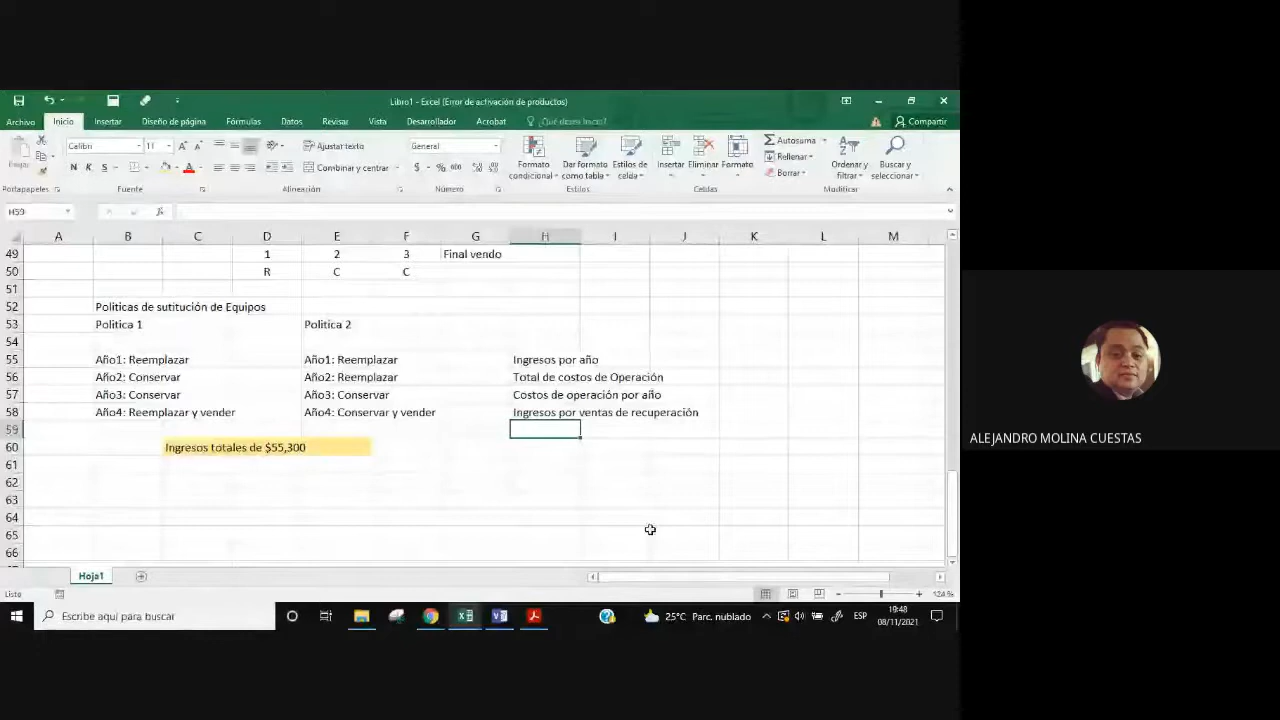 Libro1 - Excel (Error de activación de productos)
Archivo Inicio Insertar Diseño de página Fórmulas Datos Revisar Vista Desarrollador Acrobat ¿Qué desea hacer? Compartir
Pegar Calibri 11 Ajustar texto General Autosuma
N K S Combinar y centrar $ % 000 Formato condicional Dar formato como tabla Estilos de celda Insertar Eliminar Formato Rellenar Borrar Ordenar y filtrar Buscar y seleccionar
Portapapeles Fuente Alineación Número Estilos Celdas Modificar
H59 fx
A B C D E F G H I J K L M
49 1 2 3 Final vendo
50 R C C
51
52 Politicas de sutitución de Equipos
53 Politica 1 Politica 2
54
55 Año1: Reemplazar Año1: Reemplazar Ingresos por año
56 Año2: Conservar Año2: Reemplazar Total de costos de Operación
57 Año3: Conservar Año3: Conservar Costos de operación por año
58 Año4: Reemplazar y vender Año4: Conservar y vender Ingresos por ventas de recuperación
59
60 Ingresos totales de $55,300
61
62
63
64
65
66
Hoja1
Listo 124 %
Escribe aquí para buscar 25°C Parc. nublado ESP 19:48
08/11/2021
ALEJANDRO MOLINA CUESTAS